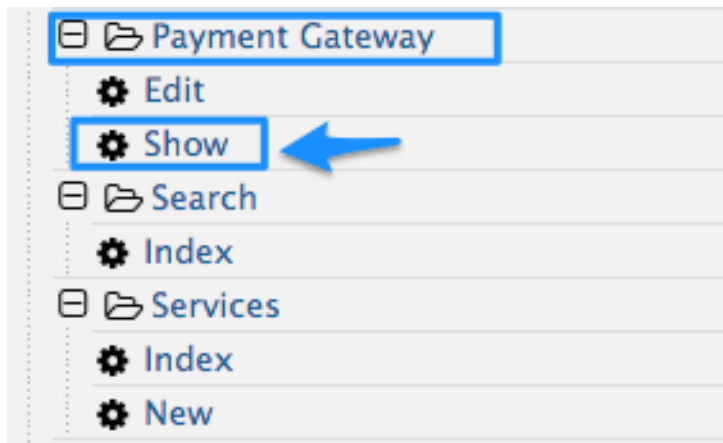 Payment Gateway
Edit
Show
Search
Index
Services
Index
New